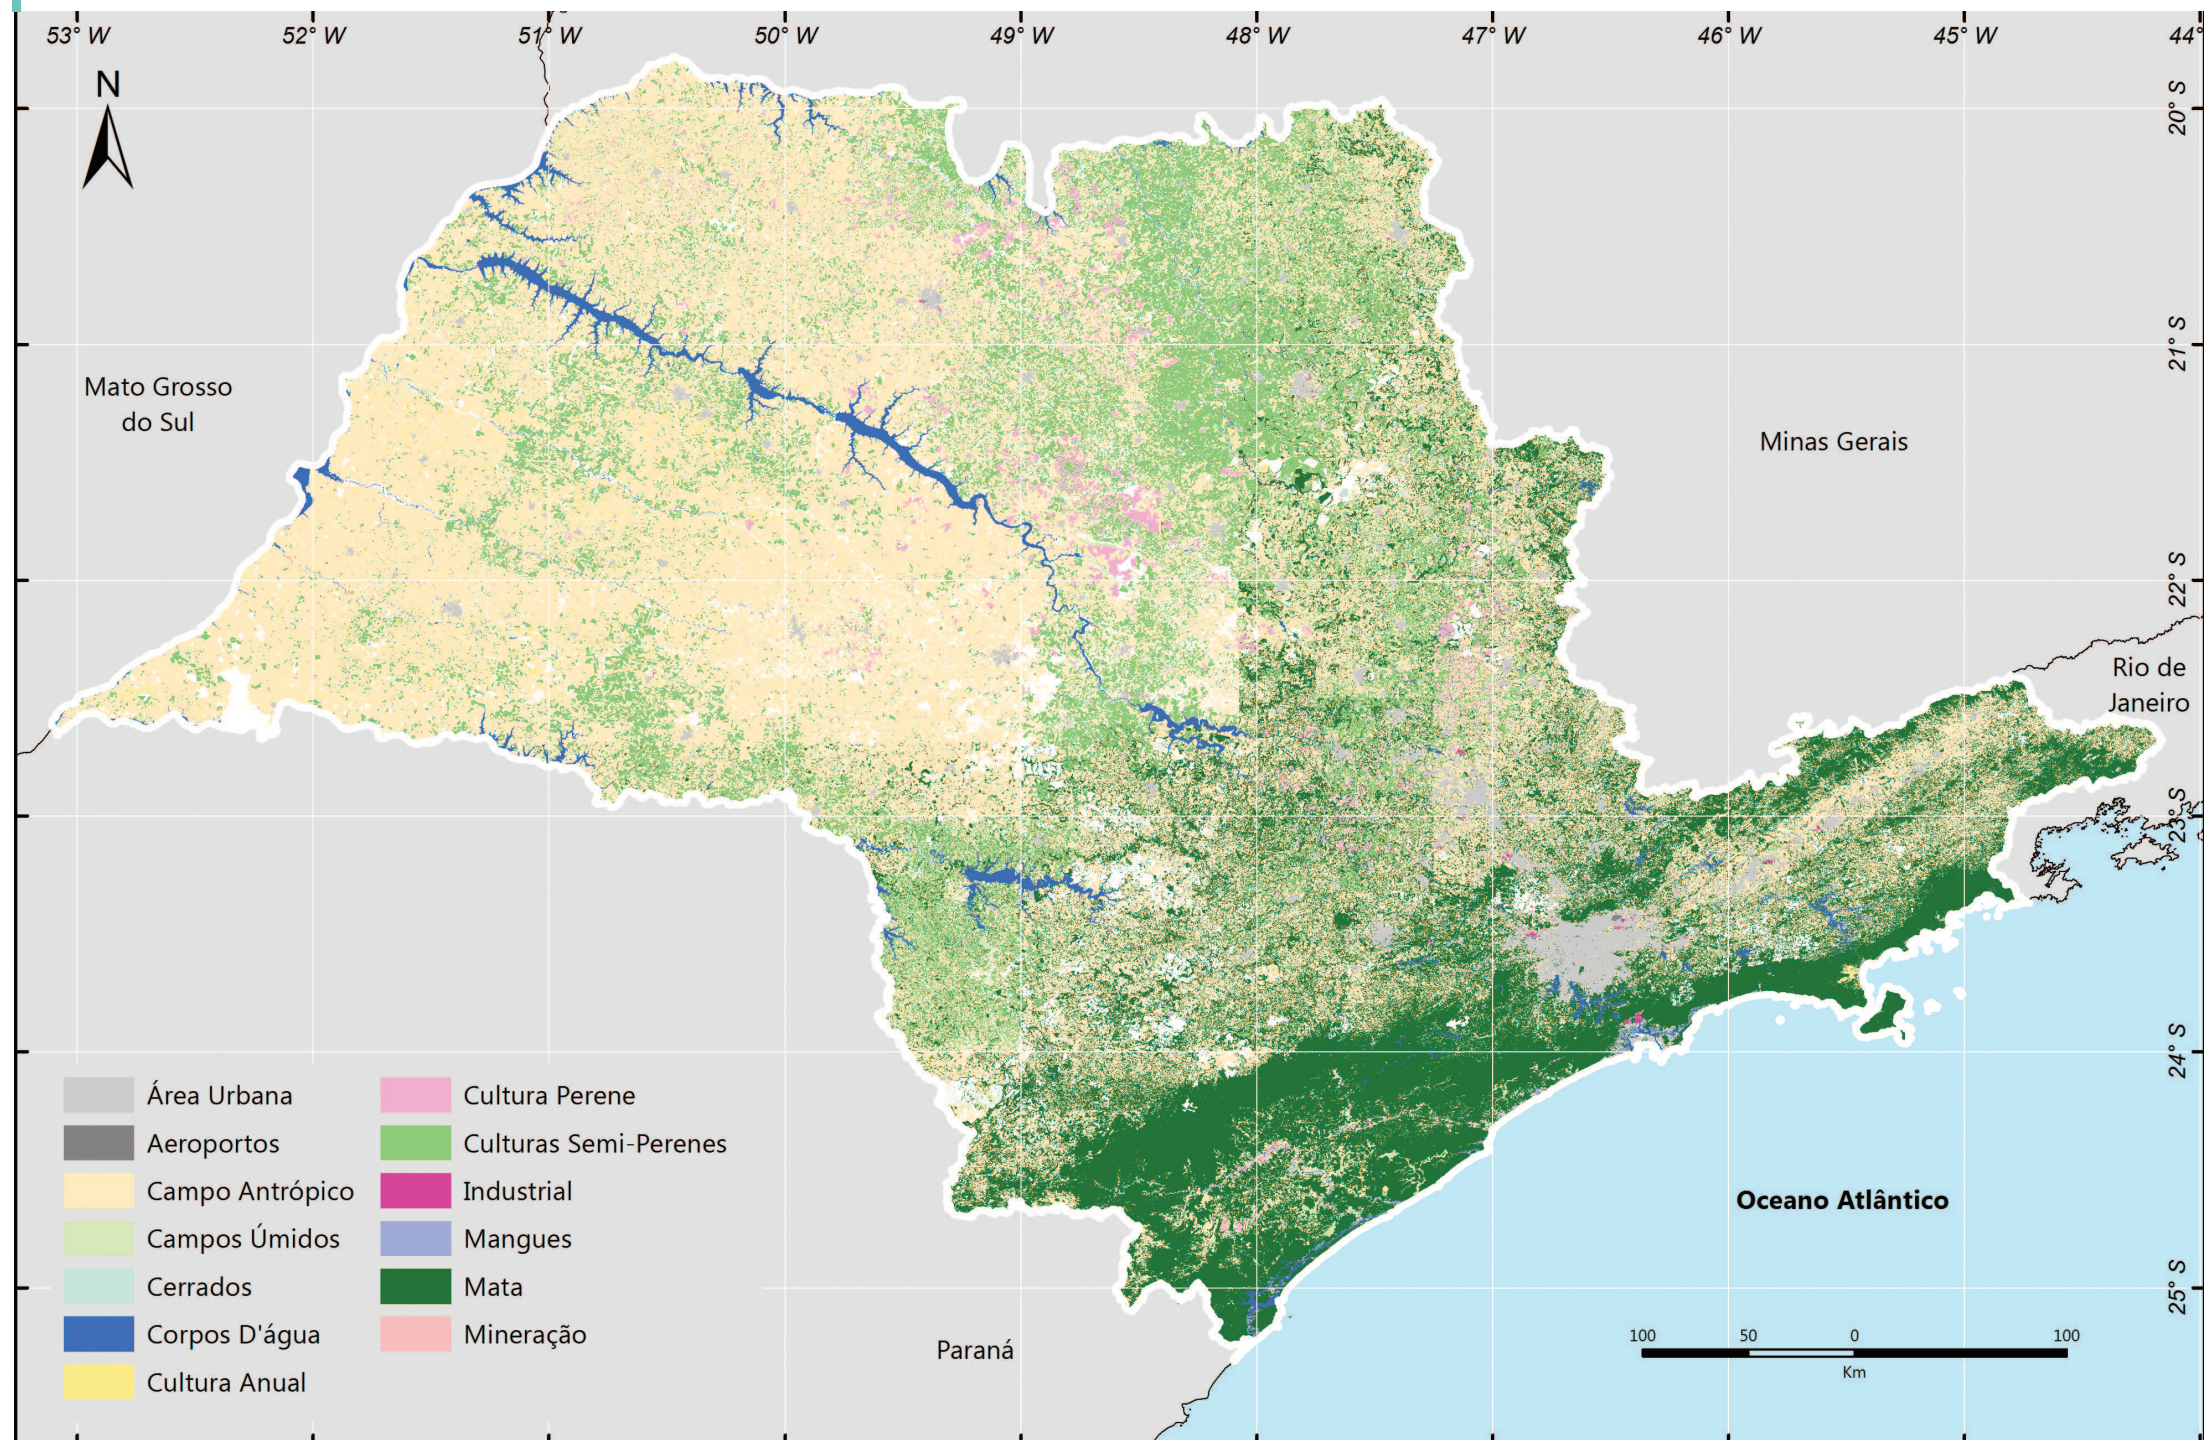 53° W
52° W
51° W
50° W
49° W
48° W
47° W
46° W
45° W
44°
N
20° S
21° S
22° S
23° S
24° S
25° S
Mato Grosso
do Sul
Minas Gerais
Rio de
Janeiro
Oceano Atlântico
Paraná
Área Urbana
Aeroportos
Campo Antrópico
Campos Úmidos
Cerrados
Corpos D'água
Cultura Anual
Cultura Perene
Culturas Semi-Perenes
Industrial
Mangues
Mata
Mineração
100 50 0 100
Km